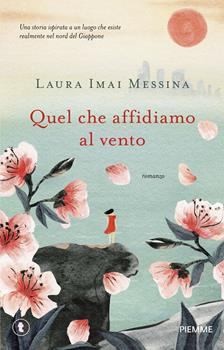 Una storia ispirata a un luogo che esiste
realmente nel nord del Giappone
LAURA IMAI MESSINA
Quel che affidiamo
al vento
romanzo
PIEMME